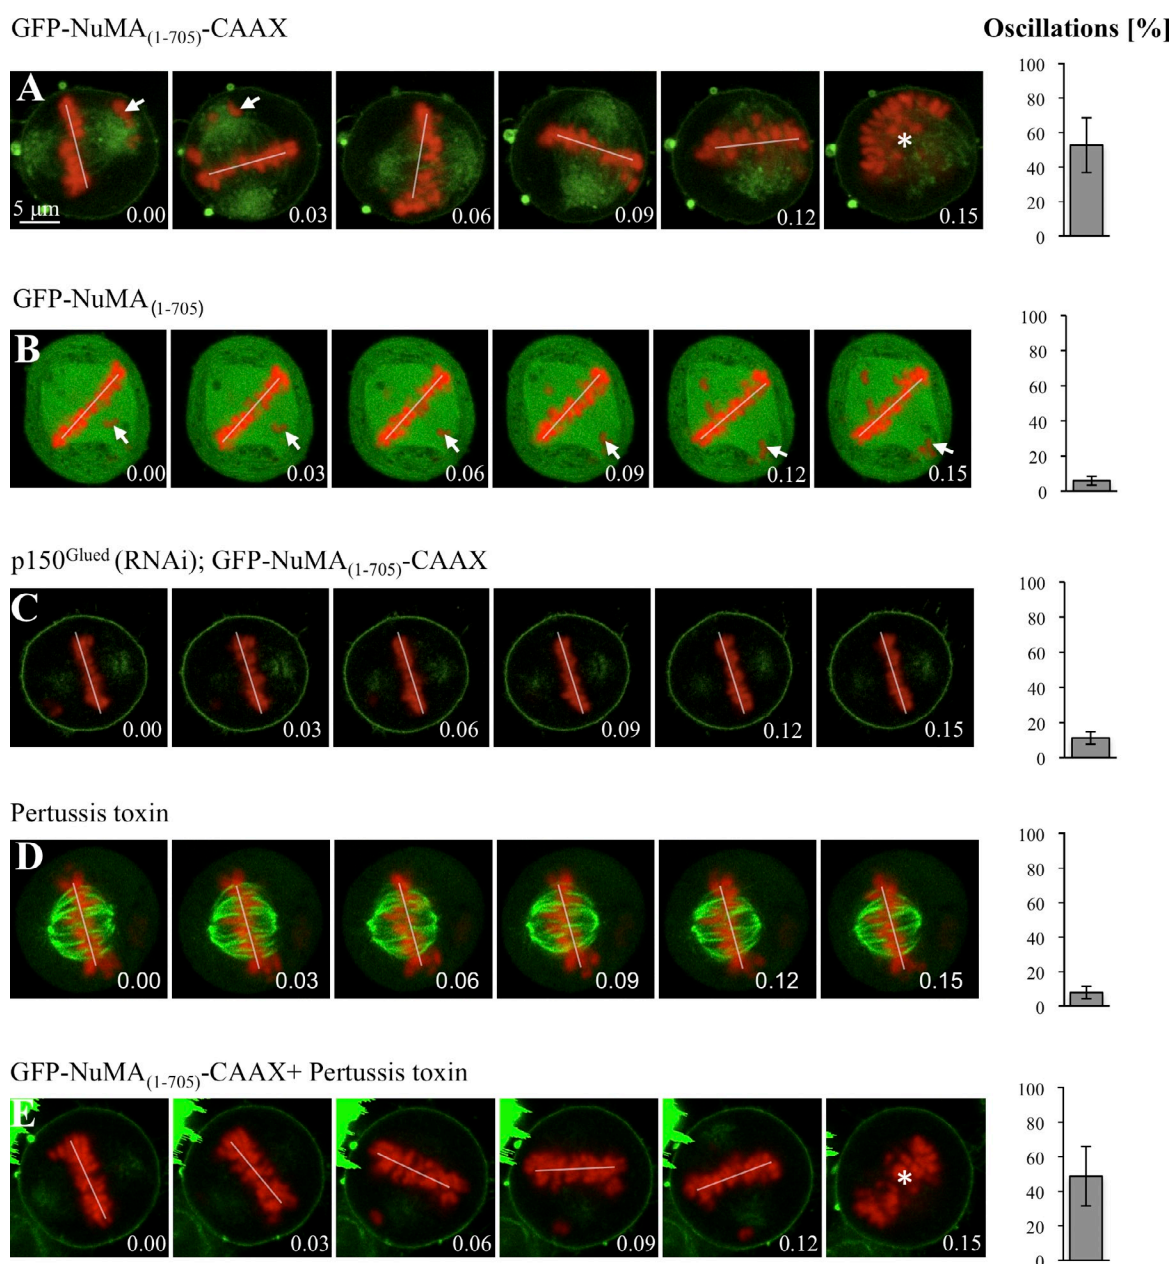 GFP-NuMA(1-705)-CAAX Oscillations [%]
A
5 µm
0.00 0.03 0.06 0.09 0.12 0.15
*
100
80
60
40
20
0
GFP-NuMA(1-705)
B
0.00 0.03 0.06 0.09 0.12 0.15
100
80
60
40
20
0
p150Glued (RNAi); GFP-NuMA(1-705)-CAAX
C
0.00 0.03 0.06 0.09 0.12 0.15
100
80
60
40
20
0
Pertussis toxin
D
0.00 0.03 0.06 0.09 0.12 0.15
100
80
60
40
20
0
GFP-NuMA(1-705)-CAAX+ Pertussis toxin
E
0.00 0.03 0.06 0.09 0.12 0.15
*
100
80
60
40
20
0